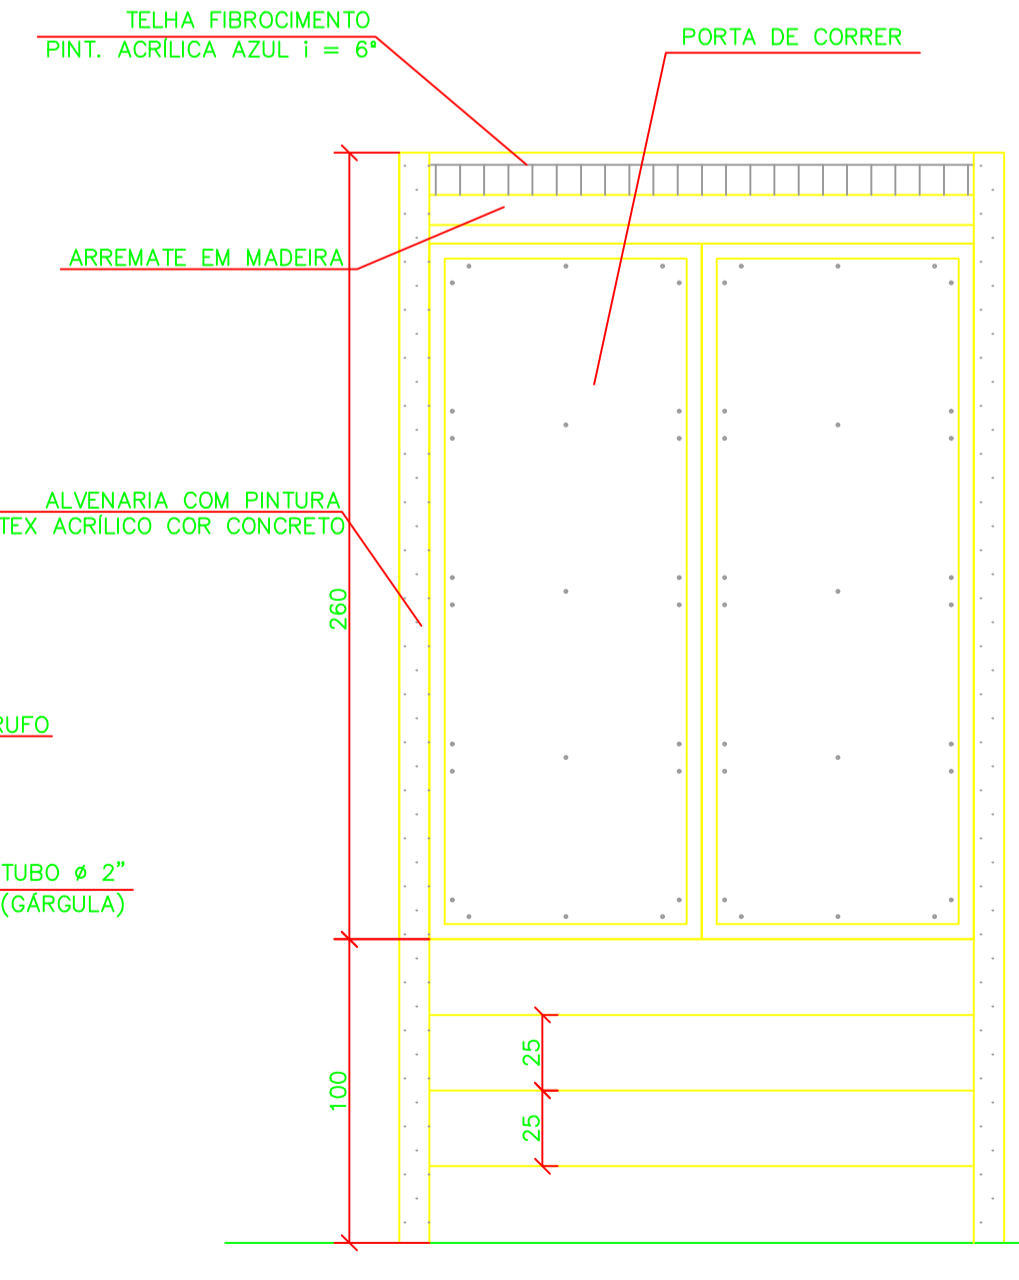 TELHA FIBROCIMENTO
PINT. ACRÍLICA AZUL i = 6ª
PORTA DE CORRER
ARREMATE EM MADEIRA
ALVENARIA COM PINTURA
TEX ACRÍLICO COR CONCRETO
260
RUFO
TUBO ø 2"
(GÁRGULA)
25
100
25